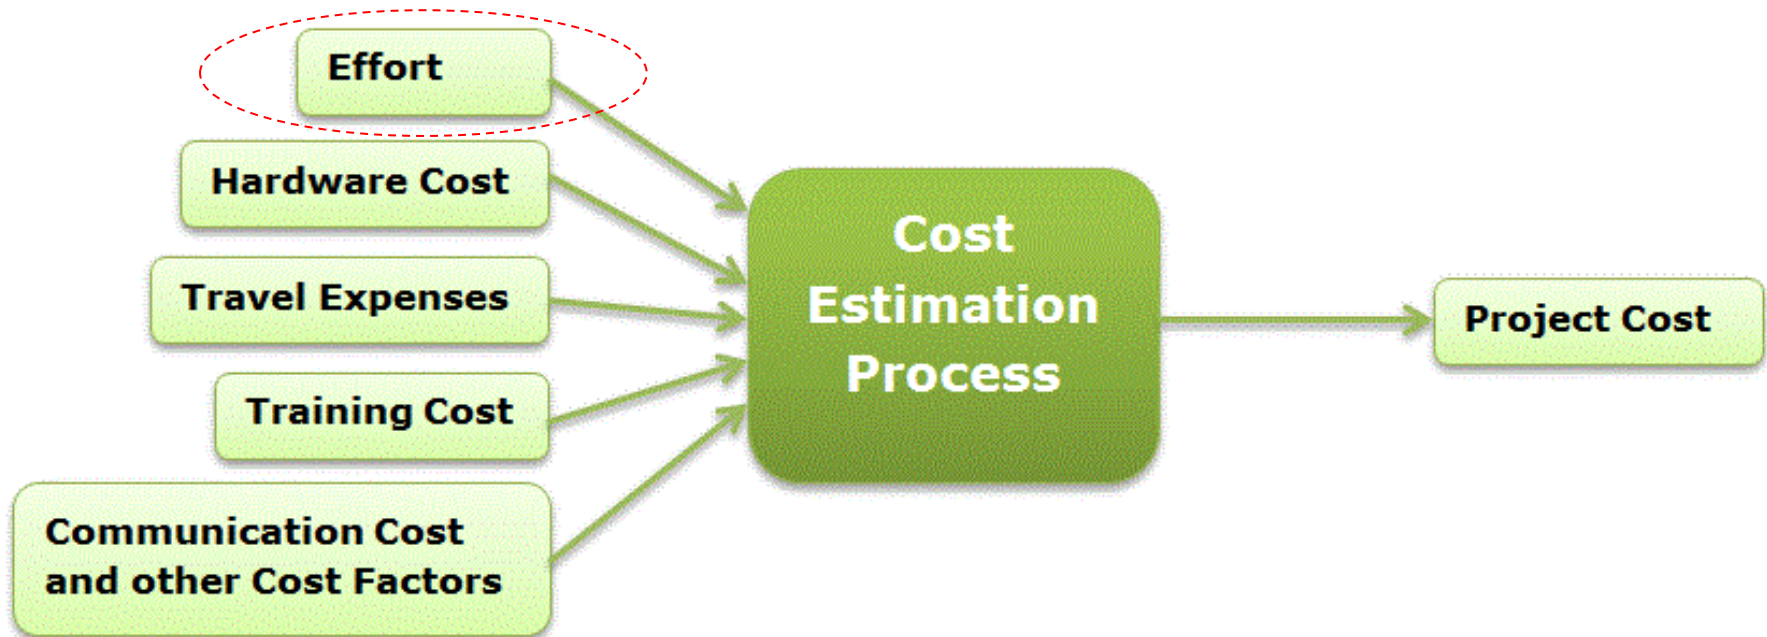 Effort
Hardware Cost
Travel Expenses
Training Cost
Communication Cost
and other Cost Factors
Cost
Estimation
Process
Project Cost